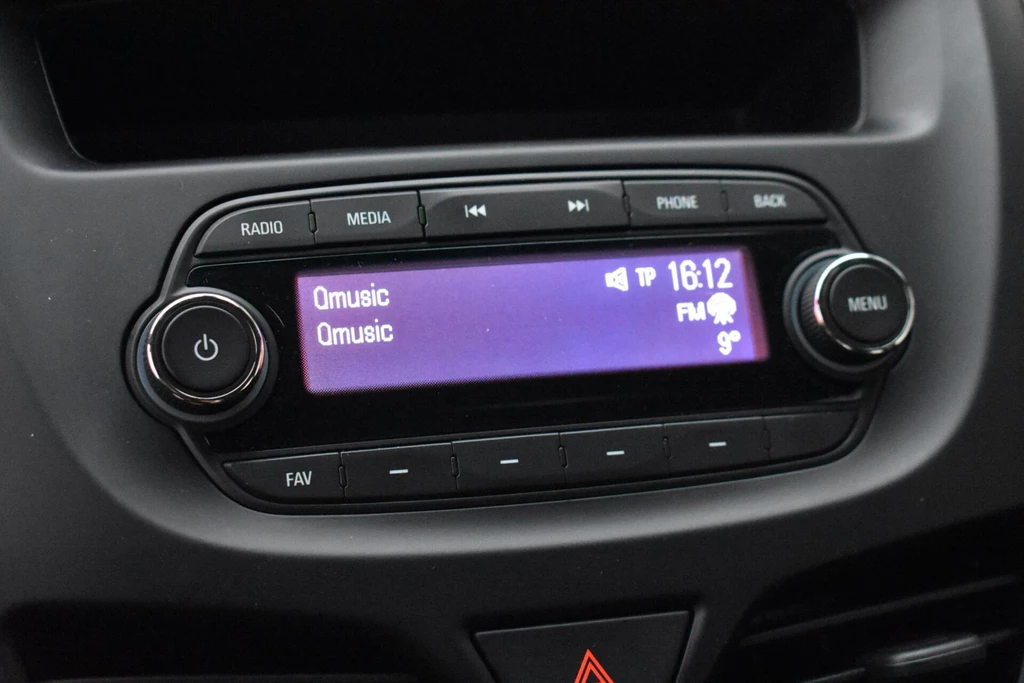 RADIO MEDIA PHONE BACK
Qmusic TP 16:12
Qmusic FM
9°
MENU
FAV